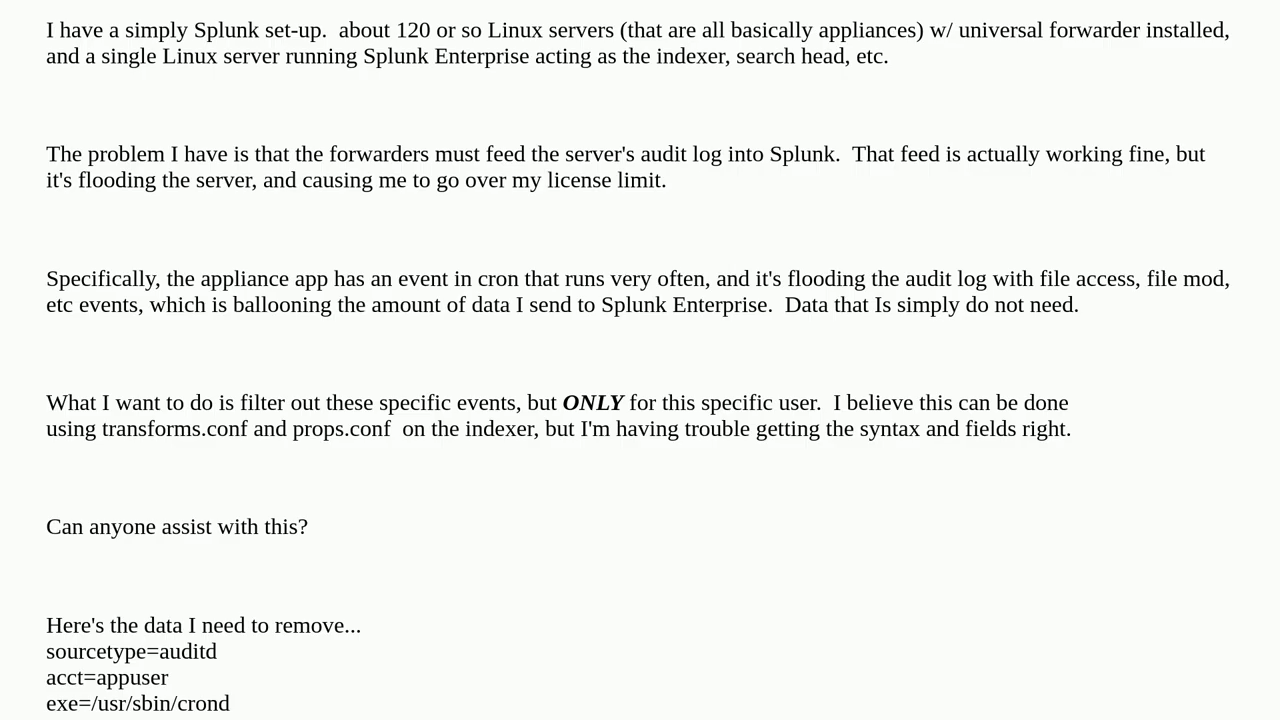 I have a simply Splunk set-up.  about 120 or so Linux servers (that are all basically appliances) w/ universal forwarder installed,
and a single Linux server running Splunk Enterprise acting as the indexer, search head, etc.
The problem I have is that the forwarders must feed the server's audit log into Splunk.  That feed is actually working fine, but
it's flooding the server, and causing me to go over my license limit.
Specifically, the appliance app has an event in cron that runs very often, and it's flooding the audit log with file access, file mod,
etc events, which is ballooning the amount of data I send to Splunk Enterprise.  Data that Is simply do not need.
What I want to do is filter out these specific events, but ONLY for this specific user.  I believe this can be done
using transforms.conf and props.conf  on the indexer, but I'm having trouble getting the syntax and fields right.
Can anyone assist with this?
Here's the data I need to remove...
sourcetype=auditd
acct=appuser
exe=/usr/sbin/crond